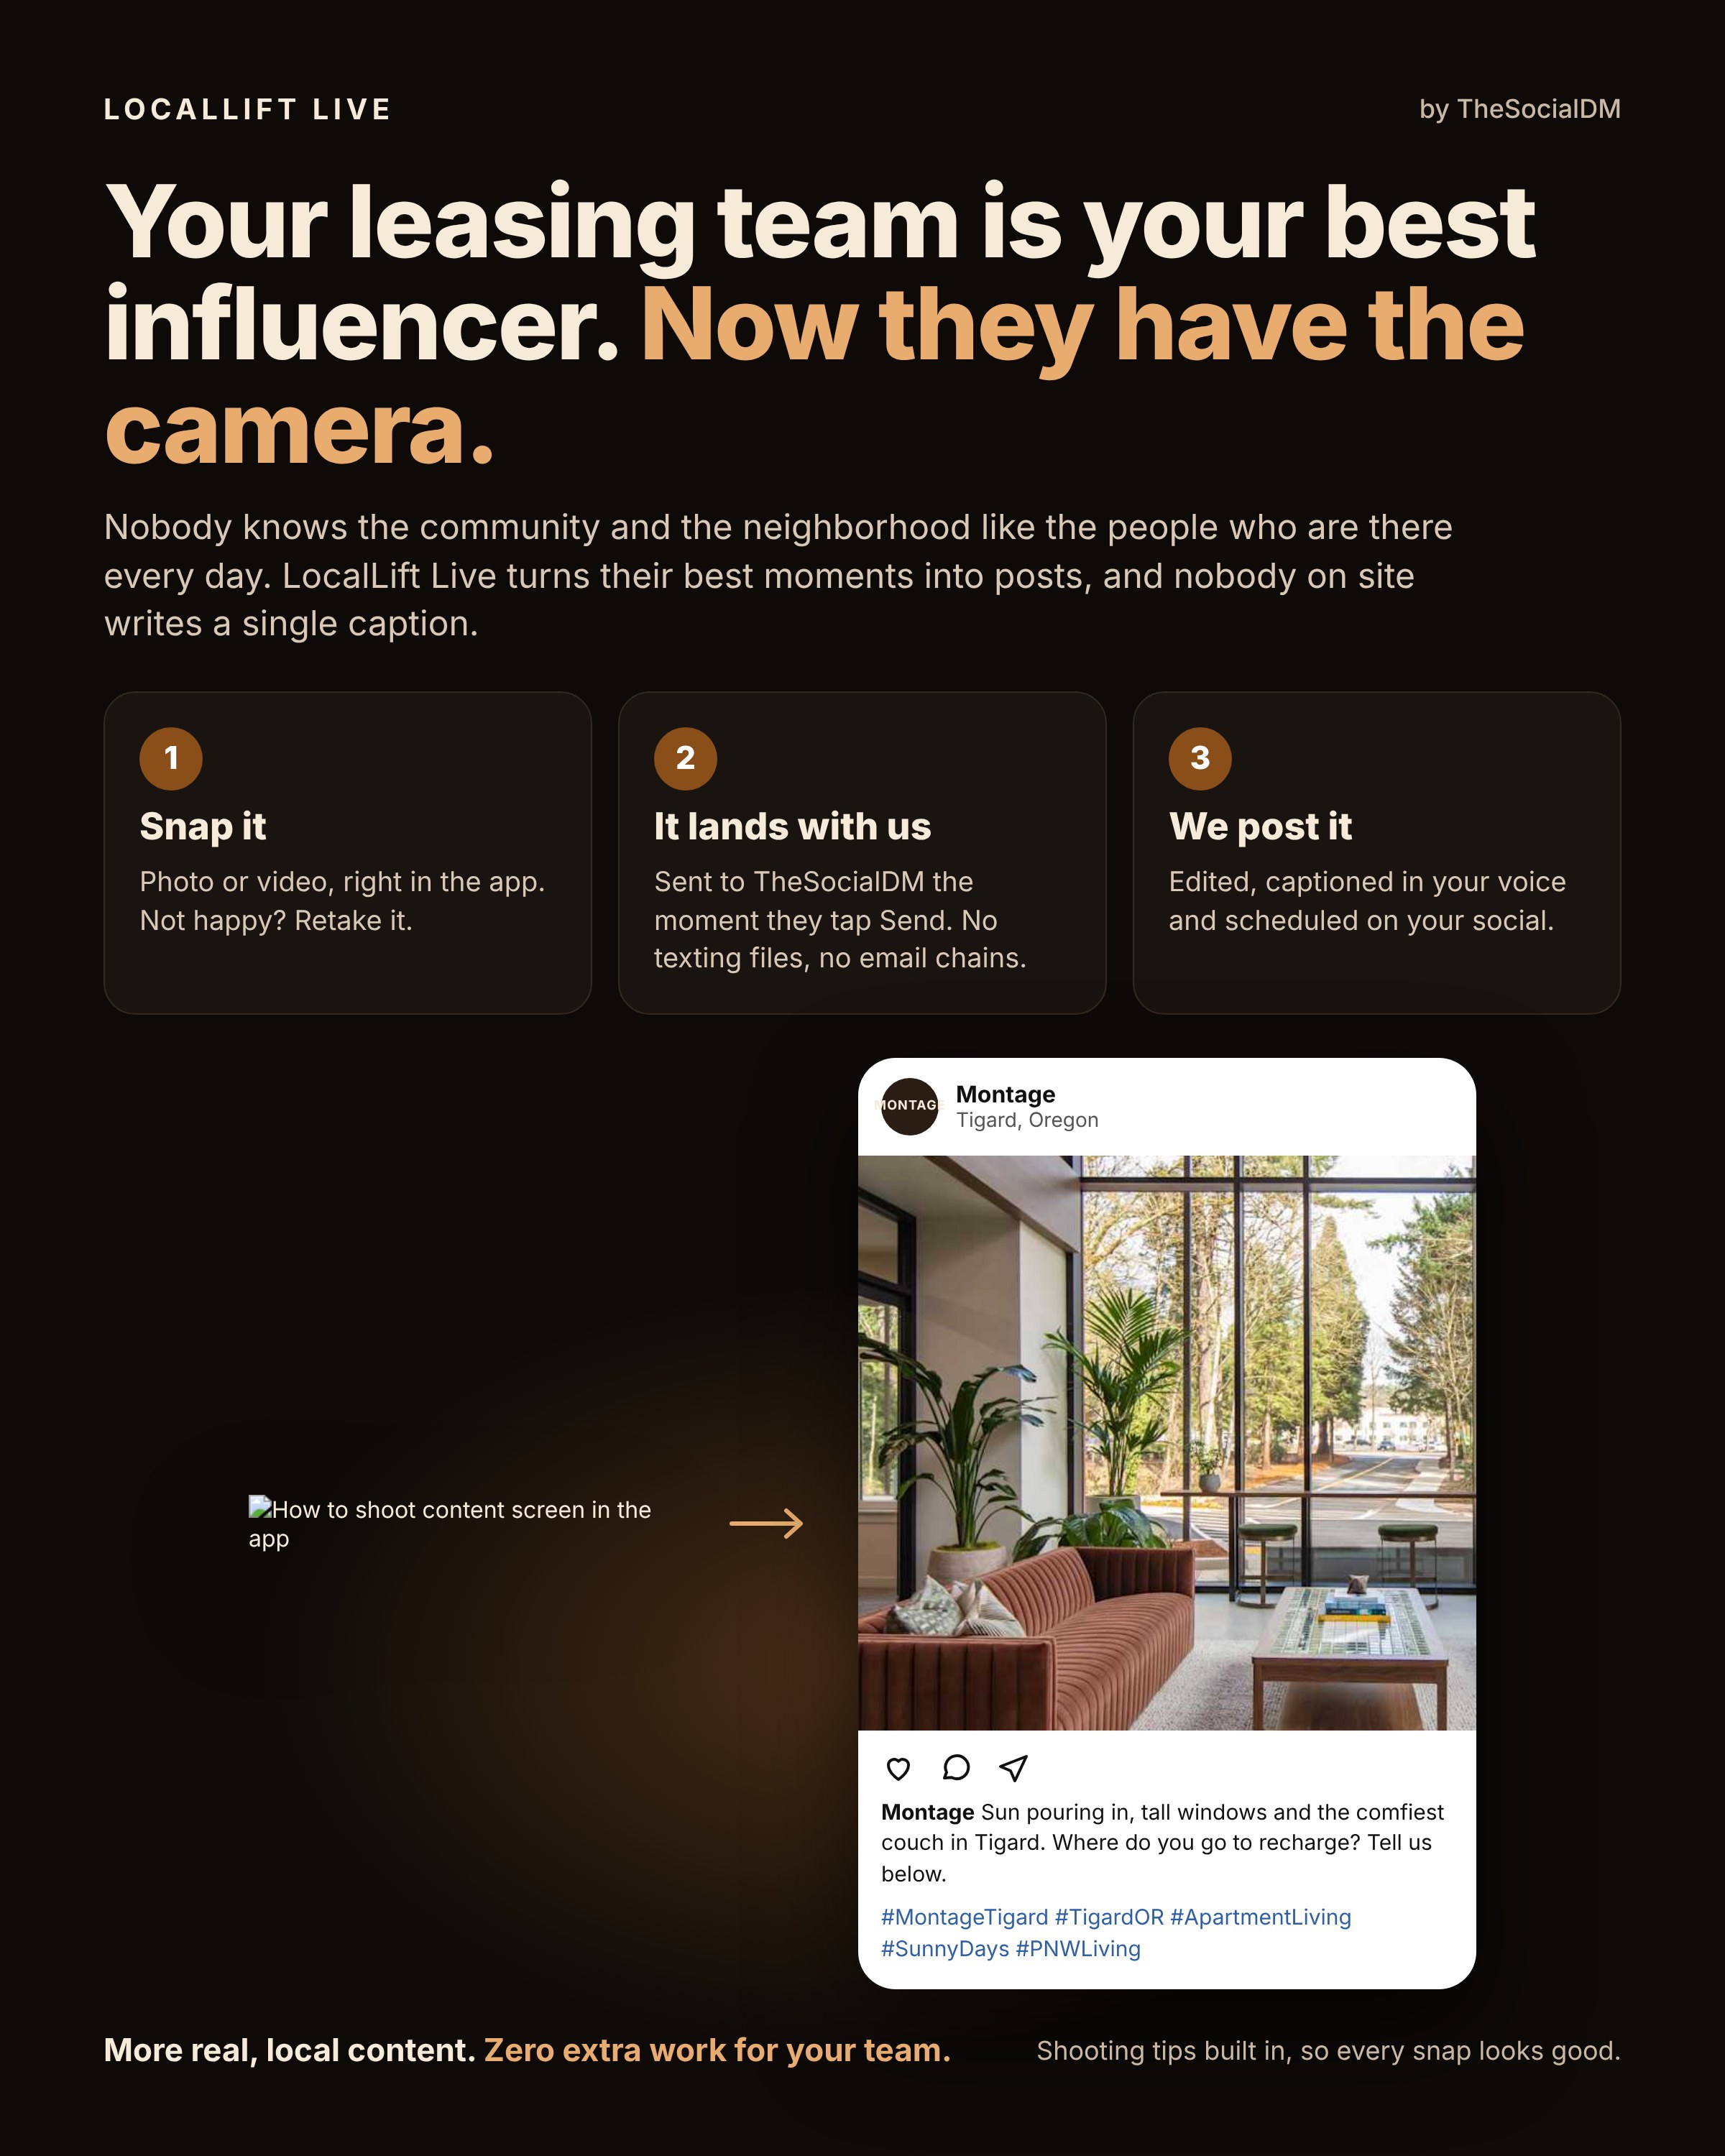 LOCALLIFT LIVE
by TheSocialDM
Your leasing team is your best
influencer. Now they have the
camera.
Nobody knows the community and the neighborhood like the people who are there
every day. LocalLift Live turns their best moments into posts, and nobody on site
writes a single caption.
1
Snap it
Photo or video, right in the app.
Not happy? Retake it.
2
It lands with us
Sent to TheSocialDM the
moment they tap Send. No
texting files, no email chains.
3
We post it
Edited, captioned in your voice
and scheduled on your social.
How to shoot content screen in the
app
MONTAGE
Montage
Tigard, Oregon
Montage Sun pouring in, tall windows and the comfiest
couch in Tigard. Where do you go to recharge? Tell us
below.
#MontageTigard #TigardOR #ApartmentLiving
#SunnyDays #PNWLiving
More real, local content. Zero extra work for your team.
Shooting tips built in, so every snap looks good.